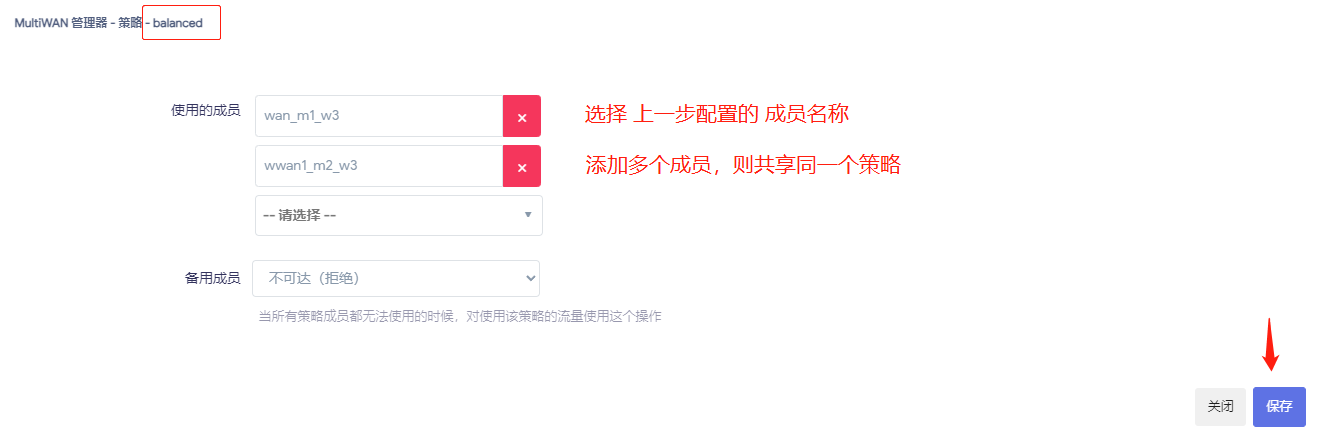 MultiWAN 管理器 - 策略 - balanced
使用的成员
wan_m1_w3
×
选择 上一步配置的 成员名称
wwan1_m2_w3
×
添加多个成员，则共享同一个策略
-- 请选择 --
备用成员
不可达（拒绝）
当所有策略成员都无法使用的时候，对使用该策略的流量使用这个操作
关闭
保存